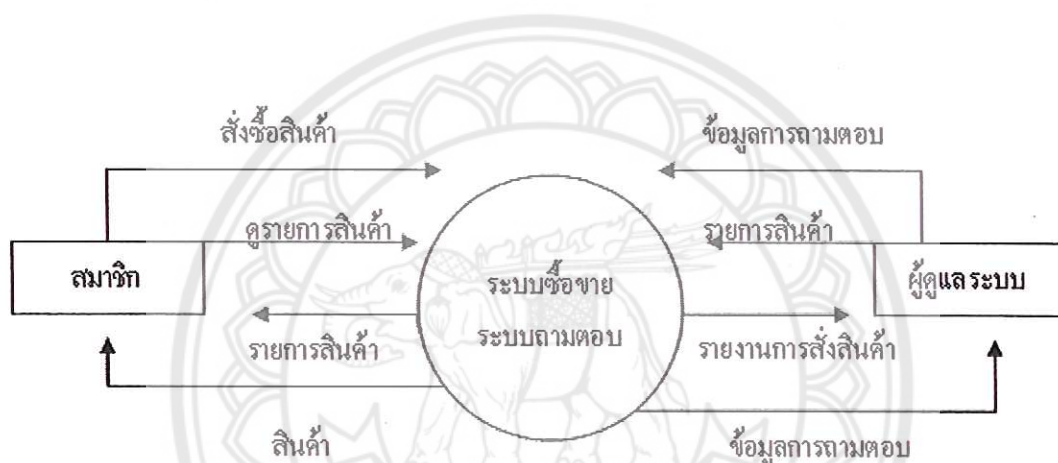 สั่งซื้อสินค้า
ข้อมูลการถามตอบ
ดูรายการสินค้า
รายการสินค้า
สมาชิก
ระบบซื้อขาย
ระบบถามตอบ
ผู้ดูแลระบบ
รายการสินค้า
รายงานการสั่งสินค้า
สินค้า
ข้อมูลการถามตอบ